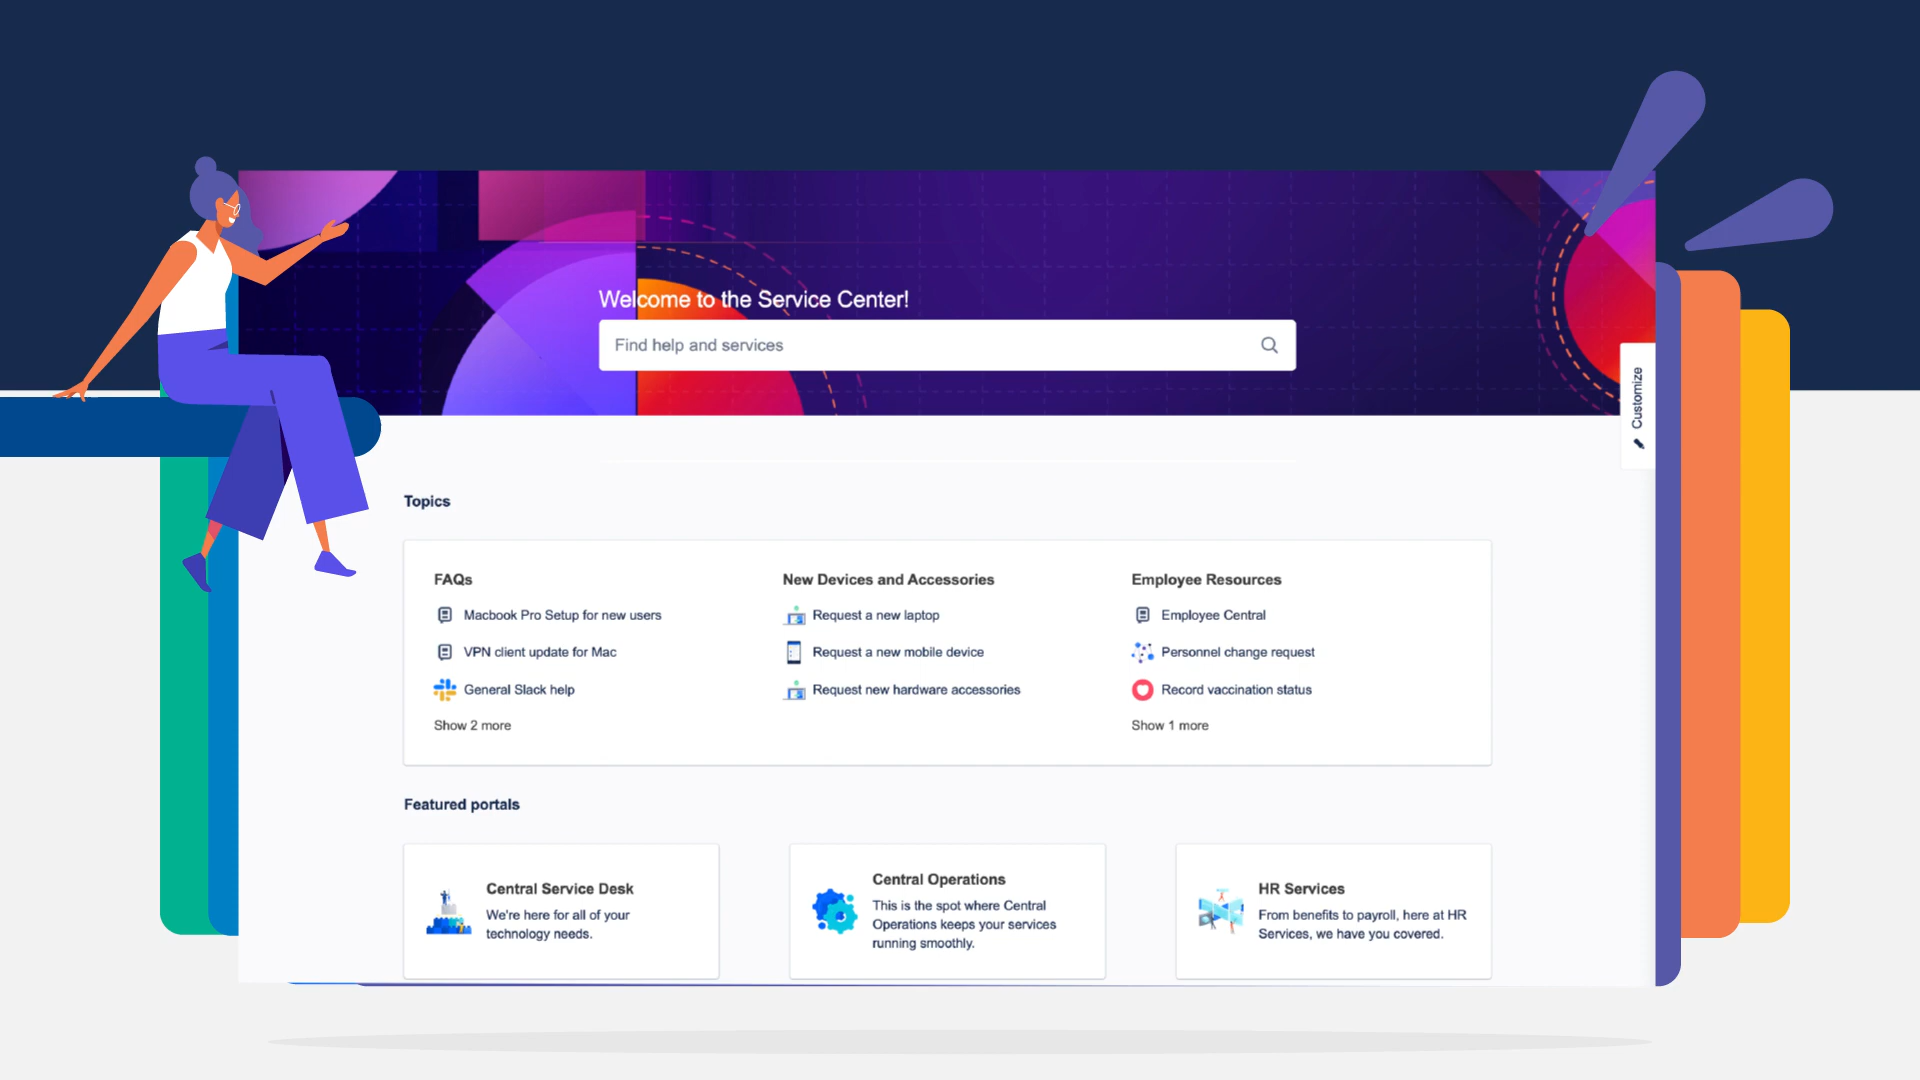 Welcome to the Service Center!
Find help and services
Customize
Topics
FAQs
Macbook Pro Setup for new users
VPN client update for Mac
General Slack help
Show 2 more
New Devices and Accessories
Request a new laptop
Request a new mobile device
Request new hardware accessories
Employee Resources
Employee Central
Personnel change request
Record vaccination status
Show 1 more
Featured portals
Central Service Desk
We're here for all of your
technology needs.
Central Operations
This is the spot where Central
Operations keeps your services
running smoothly.
HR Services
From benefits to payroll, here at HR
Services, we have you covered.